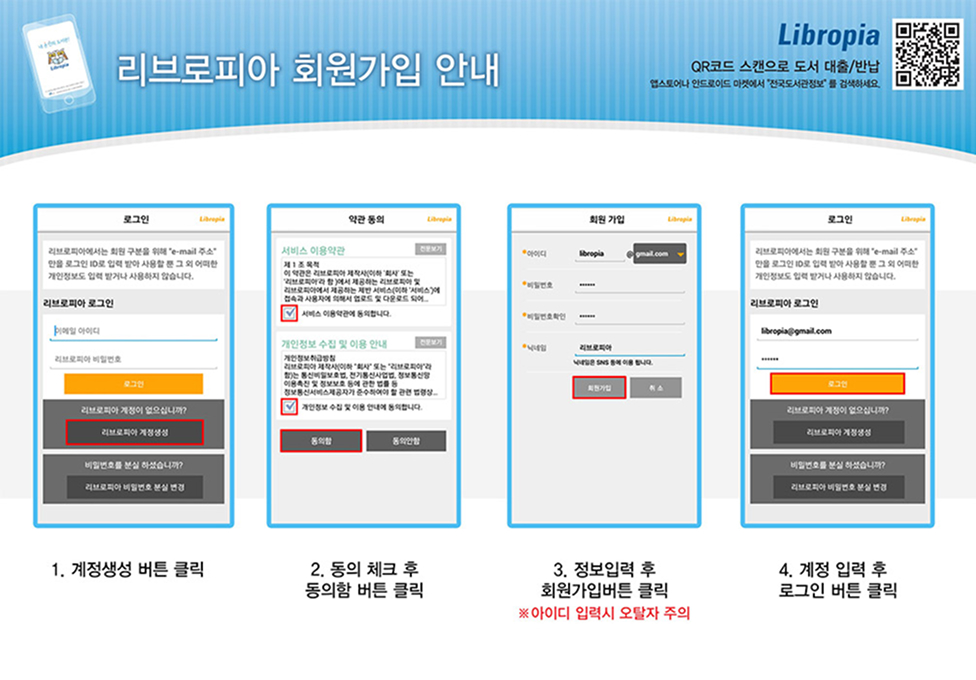 리브로피아 회원가입 안내
Libropia
QR코드 스캔으로 도서 대출/반납
앱스토어나 안드로이드 마켓에서 "전국도서관정보" 를 검색하세요.
로그인
Libropia
리브로피아에서는 회원 구분을 위해 "e-mail 주소"
만을 로그인 ID로 입력 받아 사용할 뿐 그 외 어떠한
개인정보도 입력 받거나 사용하지 않습니다.
리브로피아 로그인
이메일 아이디
리브로피아 비밀번호
로그인
리브로피아 계정이 없으십니까?
리브로피아 계정생성
비밀번호를 분실 하셨습니까?
리브로피아 비밀번호 분실 변경
1. 계정생성 버튼 클릭
약관 동의
Libropia
서비스 이용약관
전문보기
제 1 조 목적
이 약관은 리브로피아 제작사(이하 '회사' 또는
'리브로피아'라 함 )에서 제공하는 리브로피아 및
리브로피아에서 제공하는 제반 서비스(이하 '서비스')에
접속과 사용자에 의해서 업로드 및 다운로드 되어...
서비스 이용약관에 동의합니다.
개인정보 수집 및 이용 안내
전문보기
개인정보취급방침
리브로피아 제작사(이하 "회사" 또는 "리브로피아"라
함)는 통신비밀보호법, 전기통신사업법, 정보통신망
이용촉진 및 정보보호 등에 관한 법률 등
정보통신서비스제공자가 준수하여야 할 관련 법령상...
개인정보 수집 및 이용 안내에 동의합니다.
동의함
동의안함
2. 동의 체크 후
동의함 버튼 클릭
회원 가입
Libropia
*아이디
libropia
@
gmail.com
*비밀번호
••••••
*비밀번호확인
••••••
*닉네임
리브로피아
닉네임은 SNS 등에 이용 됩니다.
회원가입
취 소
3. 정보입력 후
회원가입버튼 클릭
※아이디 입력시 오탈자 주의
로그인
Libropia
리브로피아에서는 회원 구분을 위해 "e-mail 주소"
만을 로그인 ID로 입력 받아 사용할 뿐 그 외 어떠한
개인정보도 입력 받거나 사용하지 않습니다.
리브로피아 로그인
libropia@gmail.com
••••••
로그인
리브로피아 계정이 없으십니까?
리브로피아 계정생성
비밀번호를 분실 하셨습니까?
리브로피아 비밀번호 분실 변경
4. 계정 입력 후
로그인 버튼 클릭